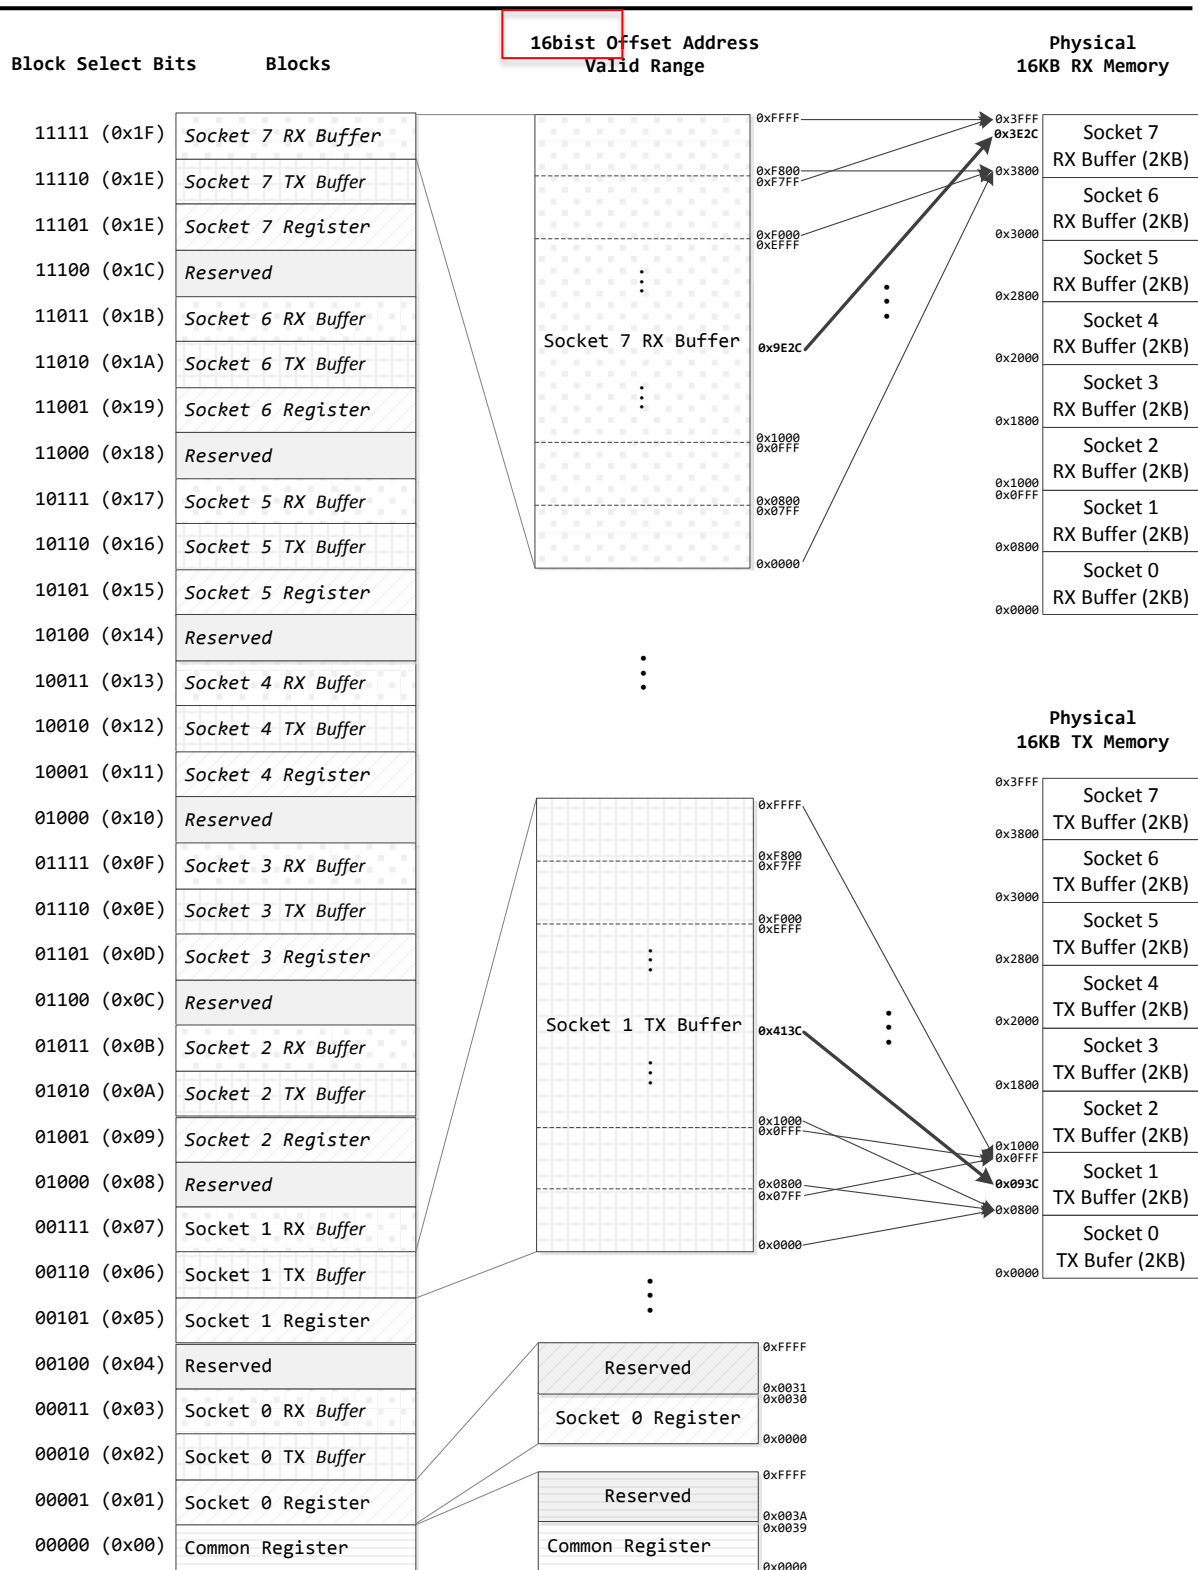 Block Select Bits
Blocks
16bist Offset Address
Valid Range
Physical
16KB RX Memory
11111 (0x1F) Socket 7 RX Buffer
11110 (0x1E) Socket 7 TX Buffer
11101 (0x1E) Socket 7 Register
11100 (0x1C) Reserved
11011 (0x1B) Socket 6 RX Buffer
11010 (0x1A) Socket 6 TX Buffer
11001 (0x19) Socket 6 Register
11000 (0x18) Reserved
10111 (0x17) Socket 5 RX Buffer
10110 (0x16) Socket 5 TX Buffer
10101 (0x15) Socket 5 Register
10100 (0x14) Reserved
10011 (0x13) Socket 4 RX Buffer
10010 (0x12) Socket 4 TX Buffer
10001 (0x11) Socket 4 Register
01000 (0x10) Reserved
01111 (0x0F) Socket 3 RX Buffer
01110 (0x0E) Socket 3 TX Buffer
01101 (0x0D) Socket 3 Register
01100 (0x0C) Reserved
01011 (0x0B) Socket 2 RX Buffer
01010 (0x0A) Socket 2 TX Buffer
01001 (0x09) Socket 2 Register
01000 (0x08) Reserved
00111 (0x07) Socket 1 RX Buffer
00110 (0x06) Socket 1 TX Buffer
00101 (0x05) Socket 1 Register
00100 (0x04) Reserved
00011 (0x03) Socket 0 RX Buffer
00010 (0x02) Socket 0 TX Buffer
00001 (0x01) Socket 0 Register
00000 (0x00) Common Register
0xFFFF
0xF800
0xF7FF
0xF000
0xEFFF
Socket 7 RX Buffer
0x9E2C
0x1000
0x0FFF
0x0800
0x07FF
0x0000
0xFFFF
0xF800
0xF7FF
0xF000
0xEFFF
Socket 1 TX Buffer
0x413C
0x1000
0x0FFF
0x0800
0x07FF
0x0000
0xFFFF
Reserved
0x0031
0x0030
Socket 0 Register
0x0000
0xFFFF
Reserved
0x003A
0x0039
Common Register
0x0000
0x3FFF
0x3E2C
Socket 7
RX Buffer (2KB)
0x3800
Socket 6
RX Buffer (2KB)
0x3000
Socket 5
RX Buffer (2KB)
0x2800
Socket 4
RX Buffer (2KB)
0x2000
Socket 3
RX Buffer (2KB)
0x1800
Socket 2
RX Buffer (2KB)
0x1000
0x0FFF
Socket 1
RX Buffer (2KB)
0x0800
Socket 0
RX Buffer (2KB)
0x0000
Physical
16KB TX Memory
0x3FFF
Socket 7
TX Buffer (2KB)
0x3800
Socket 6
TX Buffer (2KB)
0x3000
Socket 5
TX Buffer (2KB)
0x2800
Socket 4
TX Buffer (2KB)
0x2000
Socket 3
TX Buffer (2KB)
0x1800
Socket 2
TX Buffer (2KB)
0x1000
0x0FFF
Socket 1
0x093C
TX Buffer (2KB)
0x0800
Socket 0
TX Bufer (2KB)
0x0000